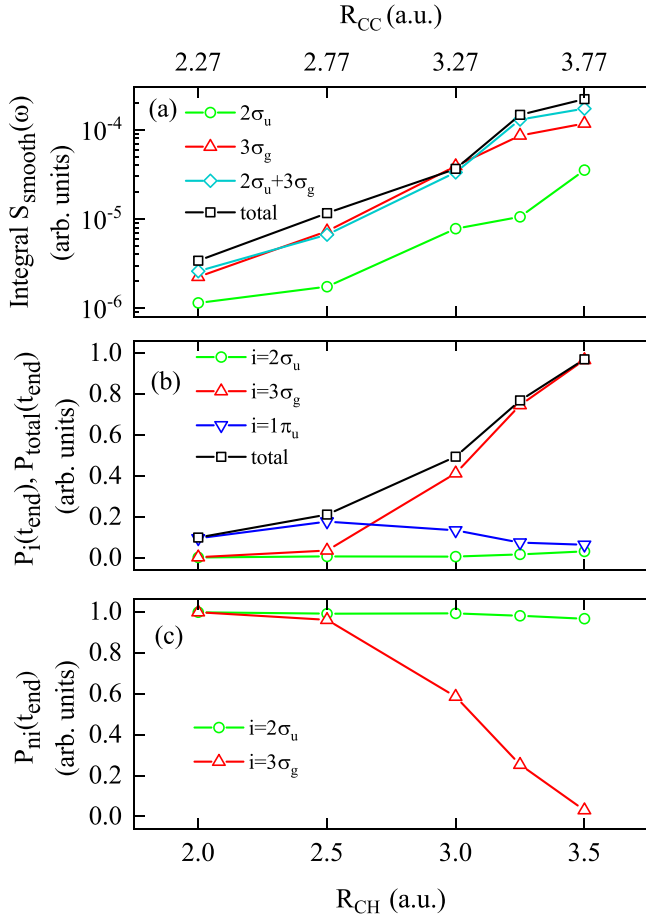 R_CC (a.u.)
2.27 2.77 3.27 3.77
Integral S_smooth(ω)
(arb. units)
10⁻⁴
10⁻⁵
10⁻⁶
(a)
2σ_u
3σ_g
2σ_u+3σ_g
total
P_i(t_end), P_total(t_end)
(arb. units)
1.0
0.8
0.6
0.4
0.2
0.0
(b)
i=2σ_u
i=3σ_g
i=1π_u
total
P_ni(t_end)
(arb. units)
1.0
0.8
0.6
0.4
0.2
0.0
(c)
i=2σ_u
i=3σ_g
2.0 2.5 3.0 3.5
R_CH (a.u.)